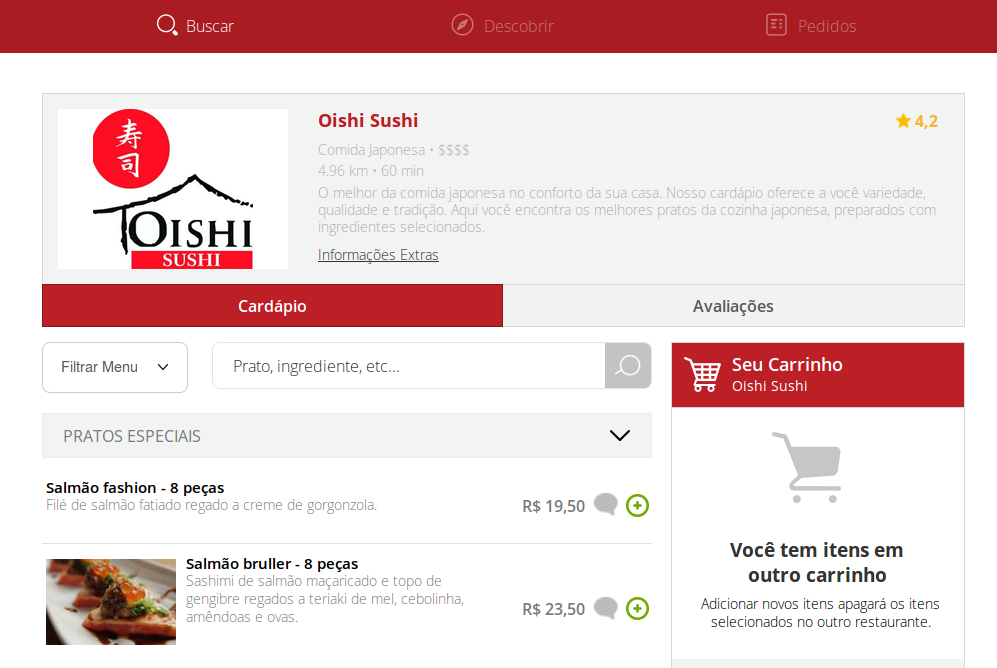 Buscar
Descobrir
Pedidos
寿
司
OISHI
SUSHI
Oishi Sushi
4,2
Comida Japonesa • $$$$
4.96 km • 60 min
O melhor da comida japonesa no conforto da sua casa. Nosso cardápio oferece a você variedade,
qualidade e tradição. Aqui você encontra os melhores pratos da cozinha japonesa, preparados com
ingredientes selecionados.
Informações Extras
Cardápio
Avaliações
Filtrar Menu
Prato, ingrediente, etc...
PRATOS ESPECIAIS
Salmão fashion - 8 peças
Filé de salmão fatiado regado a creme de gorgonzola.
R$ 19,50
Salmão bruller - 8 peças
Sashimi de salmão maçaricado e topo de
gengibre regados a teriaki de mel, cebolinha,
amêndoas e ovas.
R$ 23,50
Seu Carrinho
Oishi Sushi
Você tem itens em
outro carrinho
Adicionar novos itens apagará os itens
selecionados no outro restaurante.